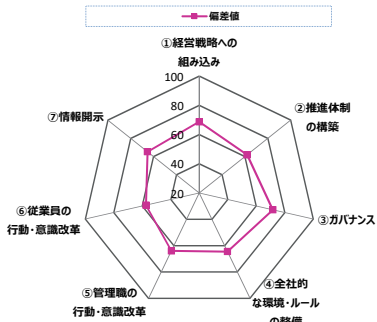 偏差値
①経営戦略への
組み込み
100
80
60
40
20
②推進体制
の構築
③ガバナンス
④全社的
な環境・ルール
の整備
⑤管理職の
行動・意識改革
⑥従業員の
行動・意識改革
⑦情報開示